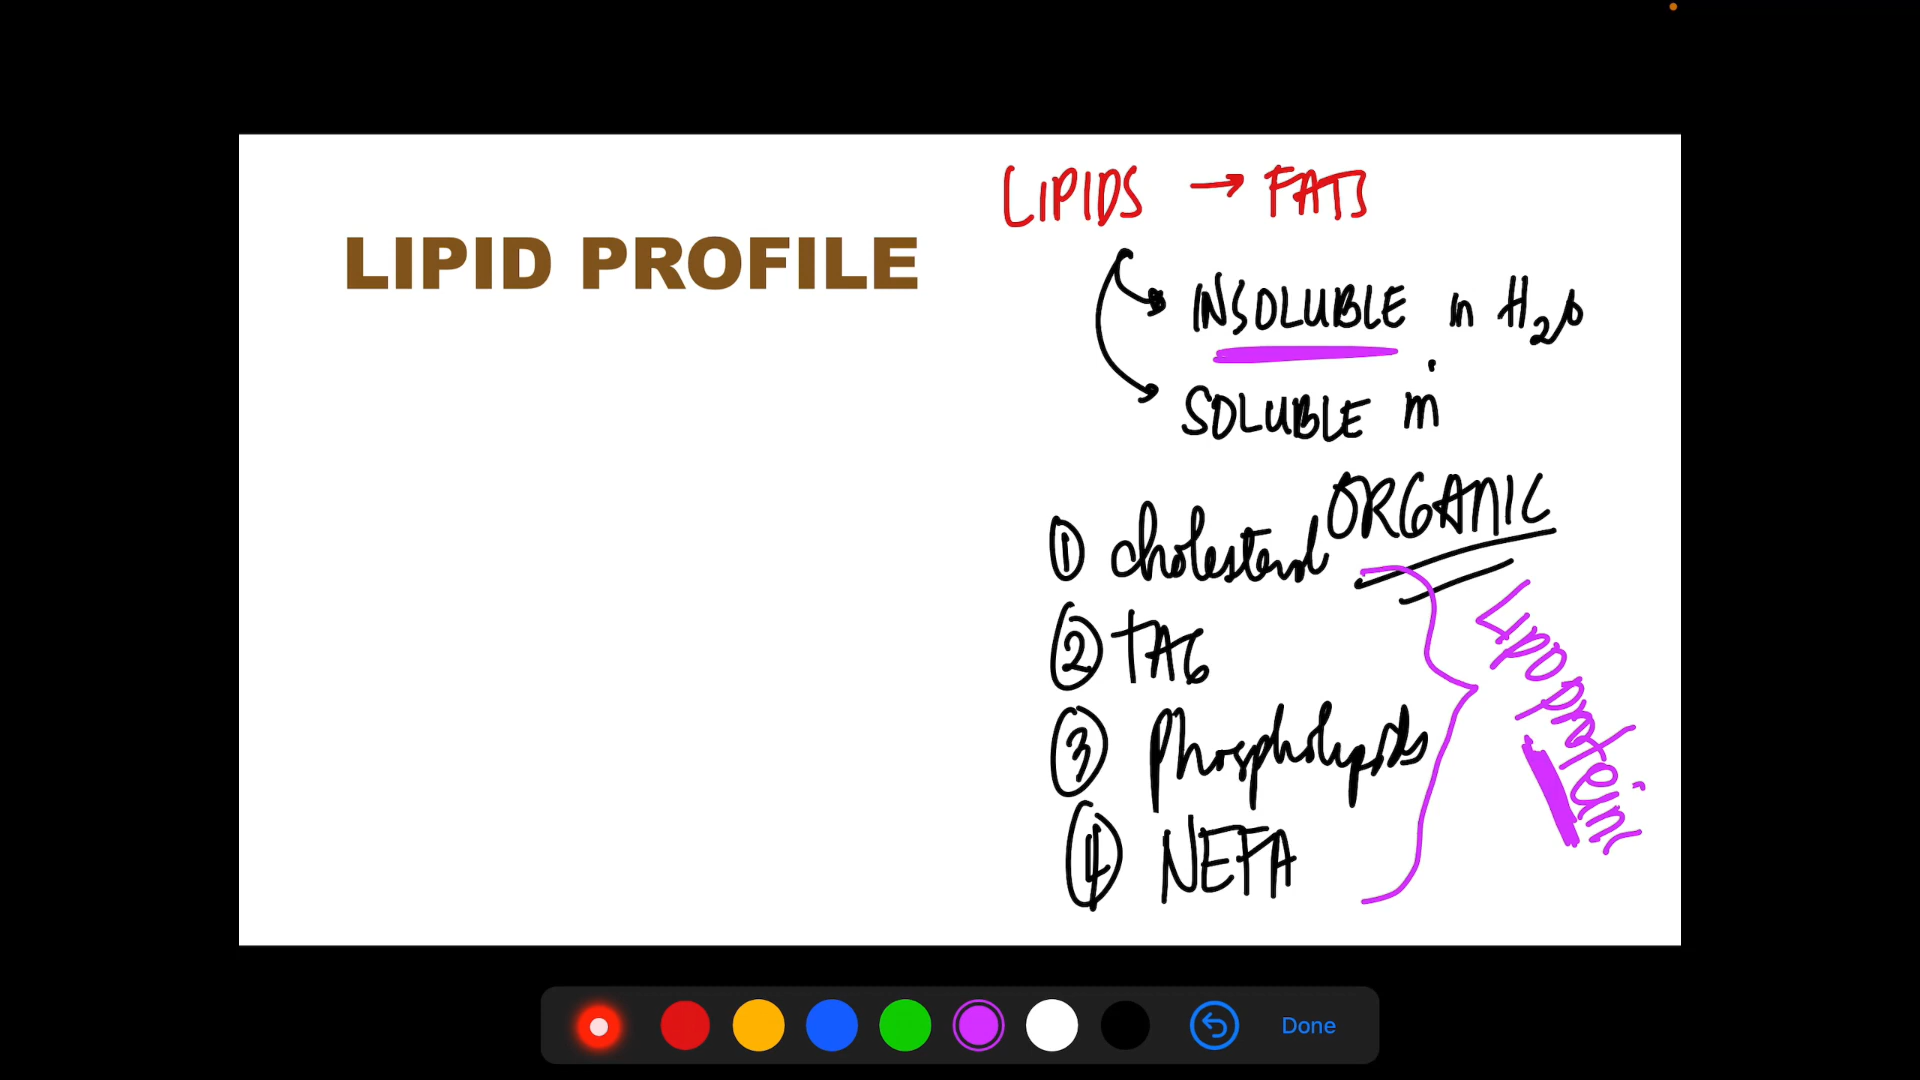 LIPID PROFILE
LIPIDS → FATS
INSOLUBLE in H2O
SOLUBLE in
ORGANIC
① cholesterol
② TAG
③ Phospholipids
④ NEFA
Lipoprotein
Done